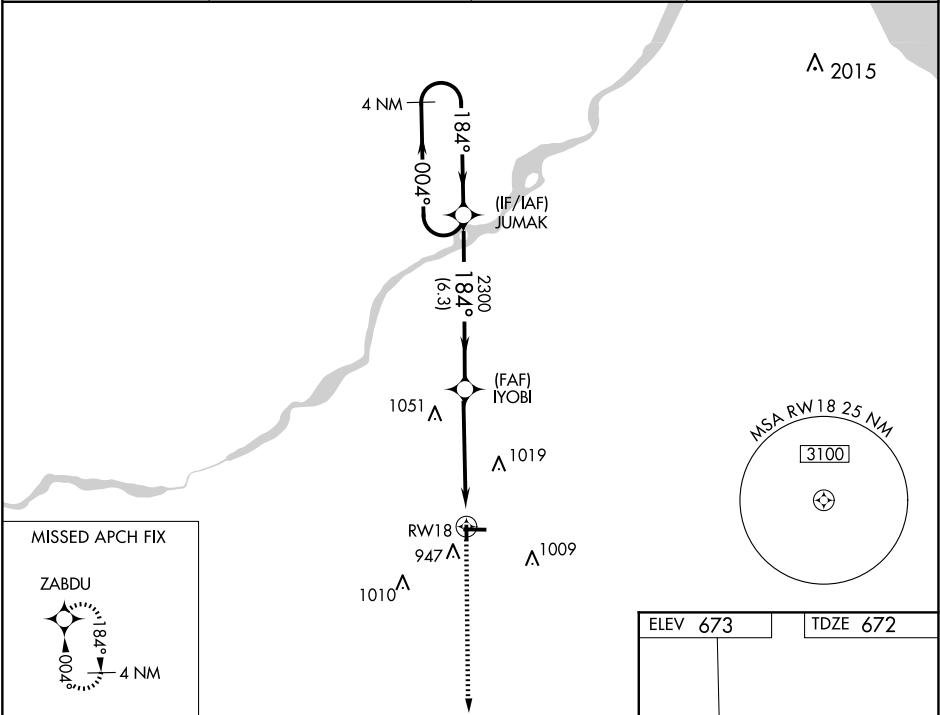 2015
4 NM
184°
004°
(IF/IAF)
JUMAK
2300
184°
(6.3)
(FAF)
IYOBI
1051
1019
MSA RW18 25 NM
3100
RW18
947
1009
1010
MISSED APCH FIX
ZABDU
184°
004°
4 NM
ELEV 673
TDZE 672